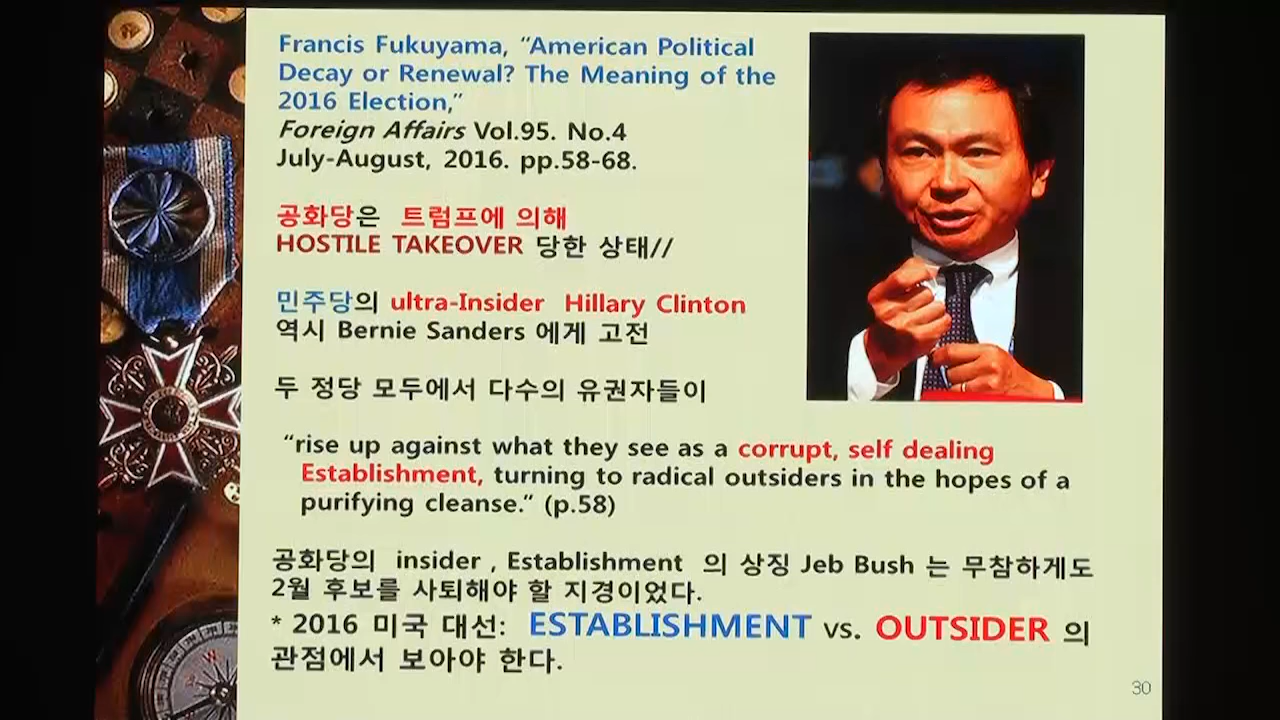 Francis Fukuyama, “American Political
Decay or Renewal? The Meaning of the
2016 Election,”
Foreign Affairs Vol.95. No.4
July-August, 2016. pp.58-68.
공화당은 트럼프에 의해
HOSTILE TAKEOVER 당한 상태//
민주당의 ultra-Insider Hillary Clinton
역시 Bernie Sanders 에게 고전
두 정당 모두에서 다수의 유권자들이
“rise up against what they see as a corrupt, self dealing
Establishment, turning to radical outsiders in the hopes of a
purifying cleanse.” (p.58)
공화당의 insider , Establishment 의 상징 Jeb Bush 는 무참하게도
2월 후보를 사퇴해야 할 지경이었다.
* 2016 미국 대선: ESTABLISHMENT vs. OUTSIDER 의
관점에서 보아야 한다.
30